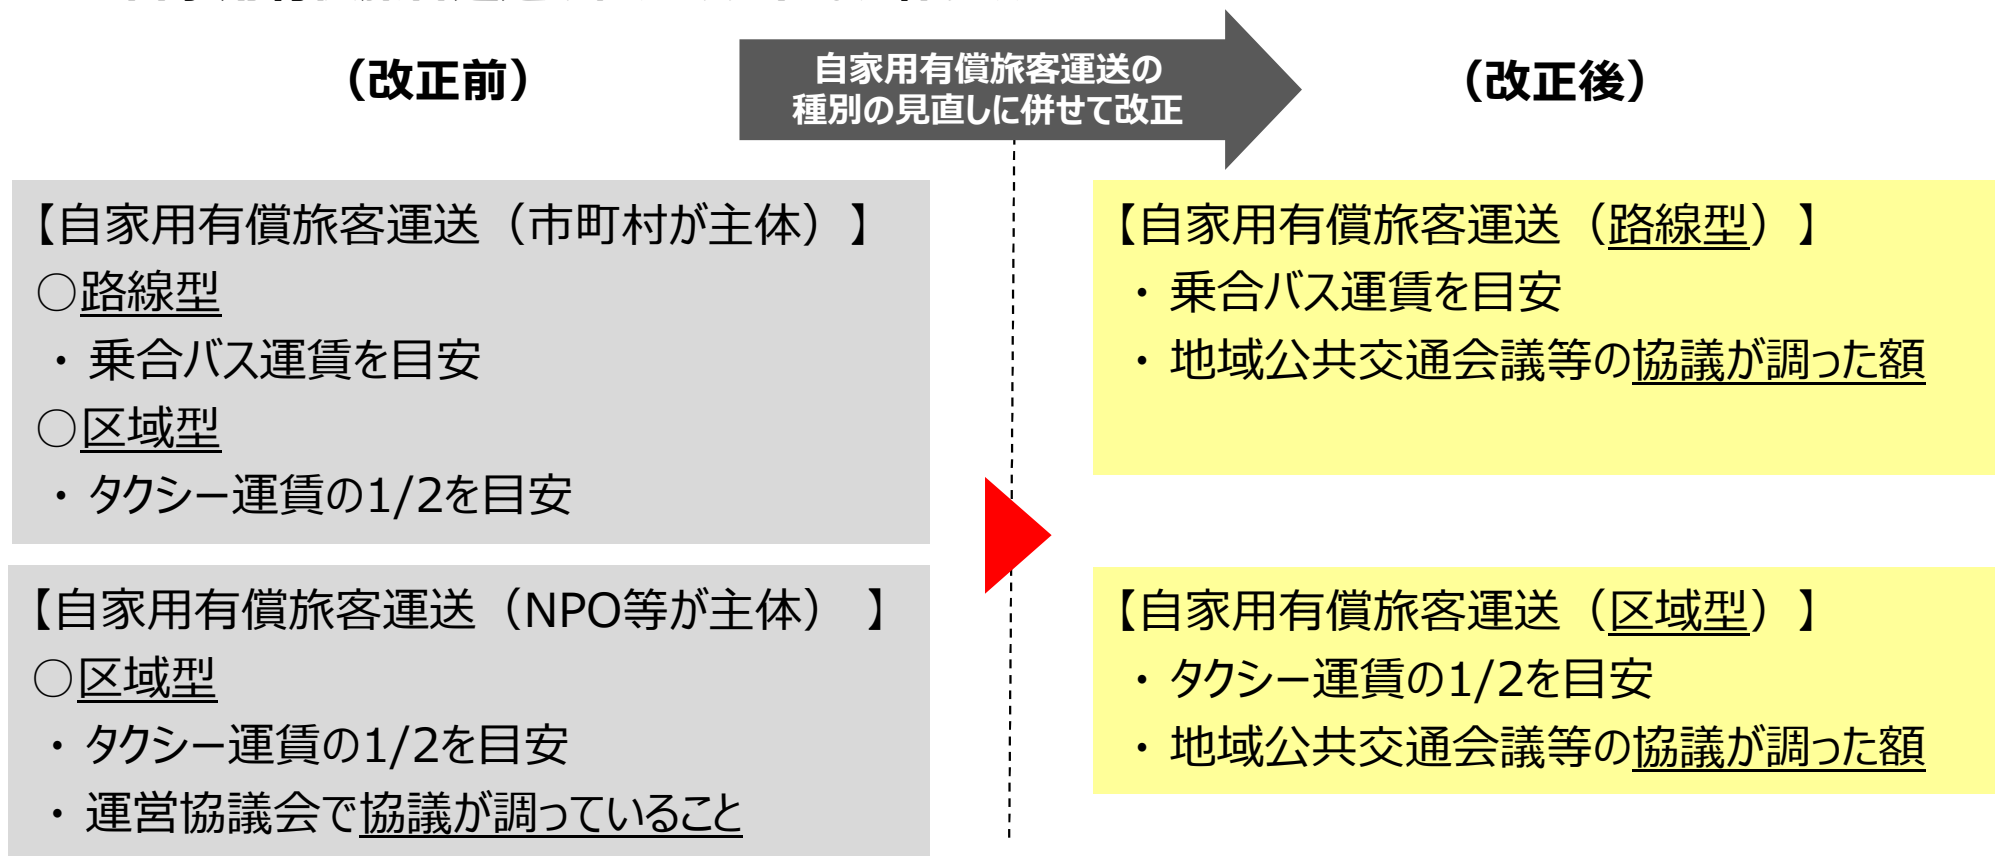 （改正前）
自家用有償旅客運送の
種別の見直しに併せて改正
（改正後）
【自家用有償旅客運送（市町村が主体）】
○路線型
・乗合バス運賃を目安
○区域型
・タクシー運賃の1/2を目安
【自家用有償旅客運送（NPO等が主体） 】
○区域型
・タクシー運賃の1/2を目安
・運営協議会で協議が調っていること
【自家用有償旅客運送（路線型）】
・乗合バス運賃を目安
・地域公共交通会議等の協議が調った額
【自家用有償旅客運送（区域型）】
・タクシー運賃の1/2を目安
・地域公共交通会議等の協議が調った額